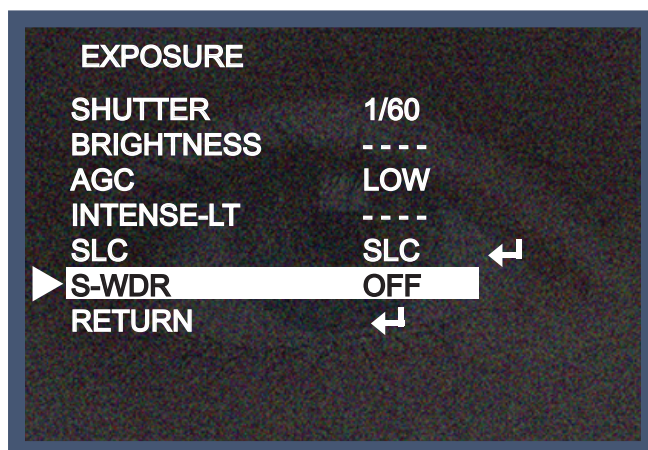 EXPOSURE
SHUTTER 1/60
BRIGHTNESS - - - -
AGC LOW
INTENSE-LT - - - -
SLC SLC ↵
S-WDR OFF
RETURN ↵